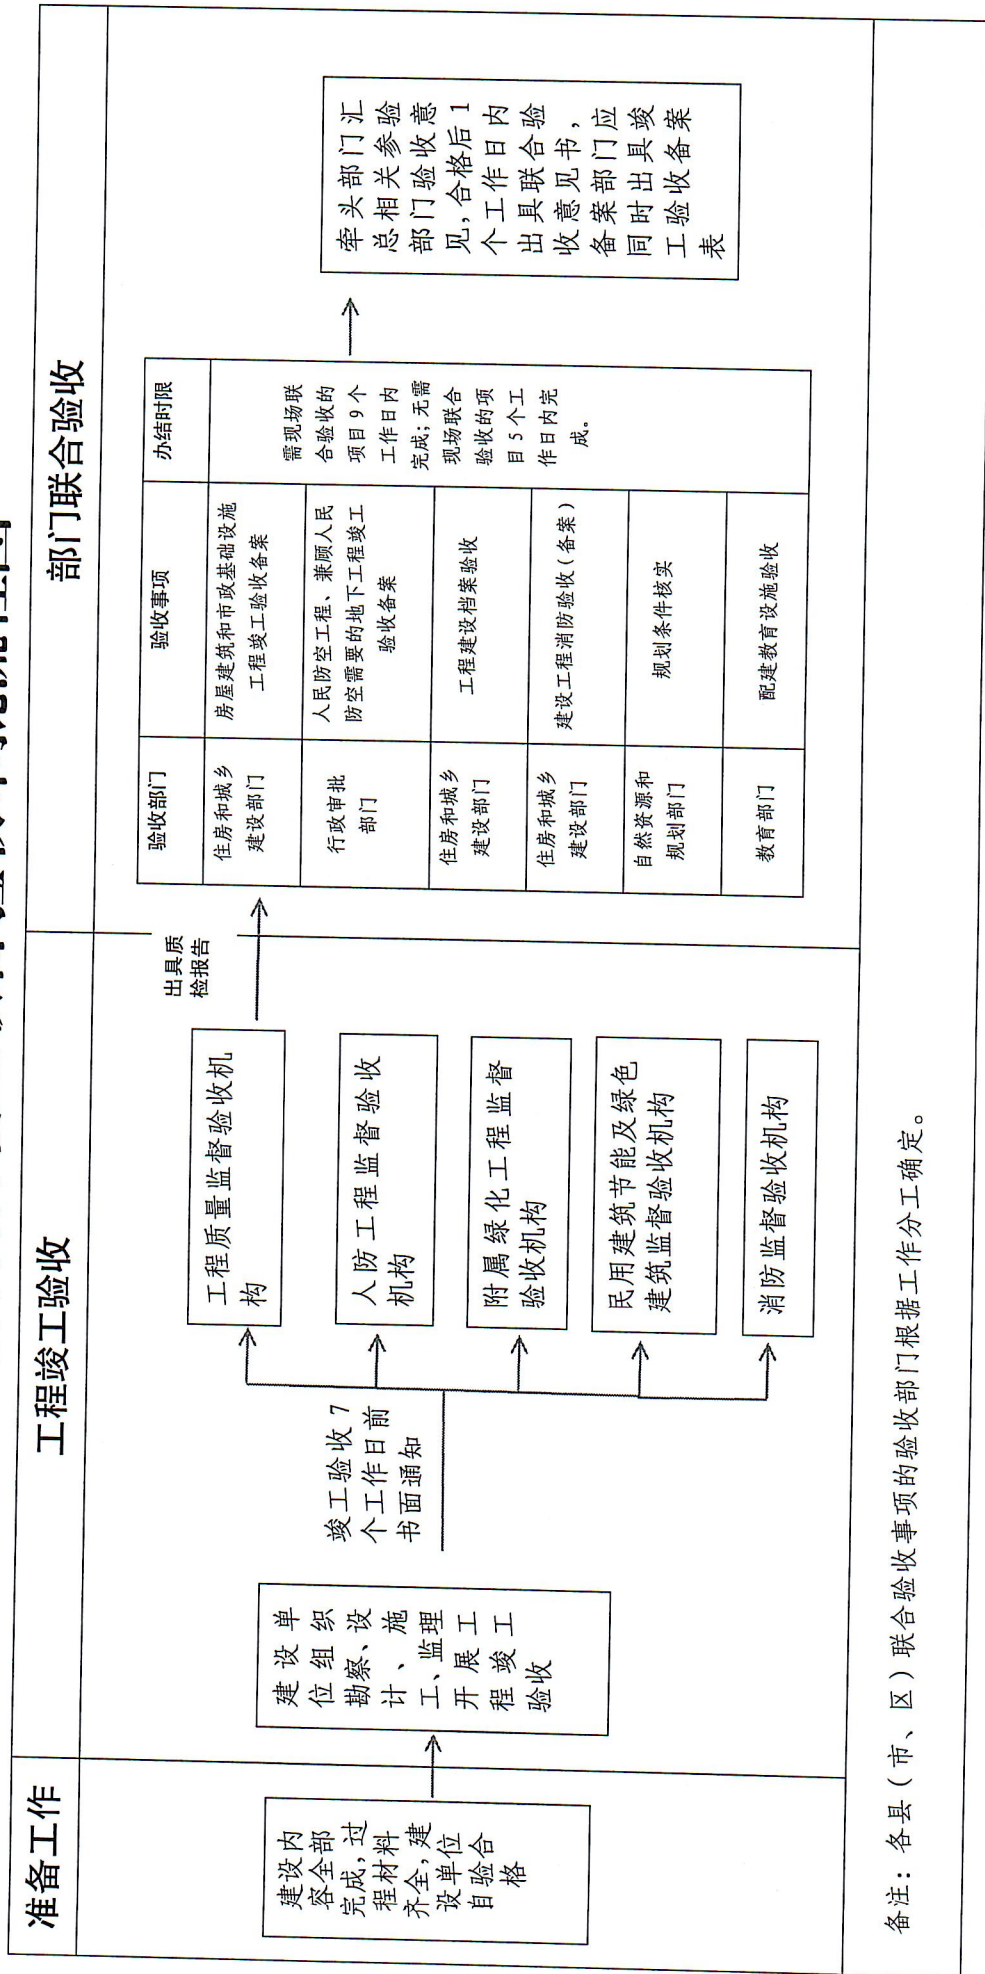 准备工作
工程竣工验收
部门联合验收
建设内
容全部
完成，过
程材料
齐全，建
设单位
自验合
格
建设单
位组织
勘察、设
计、施
工、监理
开展工
程竣工
验收
竣工验收 7
个工作日前
书面通知
工程质量监督验收机
构
人防工程监督验收
机构
附属绿化工程监督
验收机构
民用建筑节能及绿色
建筑监督验收机构
消防监督验收机构
出具质
检报告
验收部门
验收事项
办结时限
住房和城乡
建设部门
房屋建筑和市政基础设施
工程竣工验收备案
行政审批
部门
人民防空工程、兼顾人民
防空需要的地下工程竣工
验收备案
住房和城乡
建设部门
工程建设档案验收
住房和城乡
建设部门
建设工程消防验收（备案）
自然资源和
规划部门
规划条件核实
教育部门
配建教育设施验收
需现场联
合验收的
项目 9 个
工作日内
完成；无需
现场联合
验收的项
目 5 个工
作日内完
成。
牵头部门汇
总相关参验
部门验收意
见，合格后 1
个工作日内
出具联合验
收意见书，
备案部门应
同时出具竣
工验收备案
表
备注：各县（市、区）联合验收事项的验收部门根据工作分工确定。